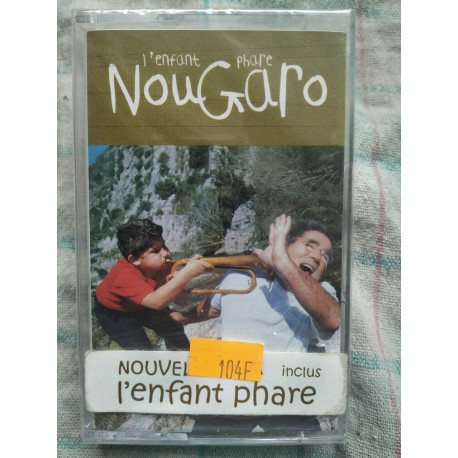 l'enfant phare
NouGaro
NOUVEL inclus
104F
l'enfant phare